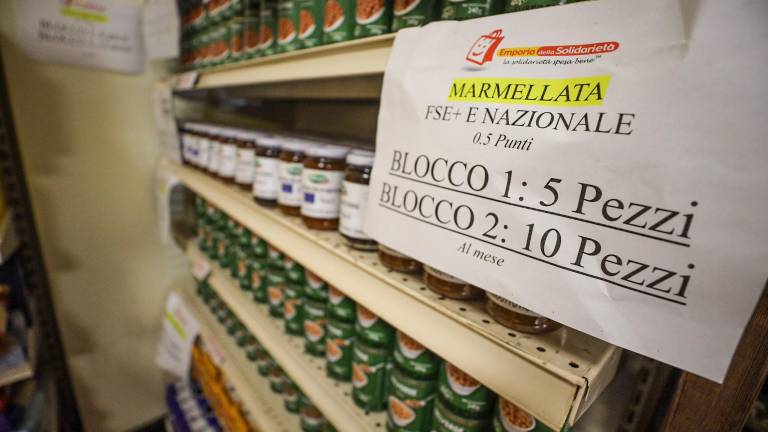 Emporio della Solidarietà
la solidarietà spesa bene
MARMELLATA
FSE+ E NAZIONALE
0.5 Punti
BLOCCO 1: 5 Pezzi
BLOCCO 2: 10 Pezzi
Al mese